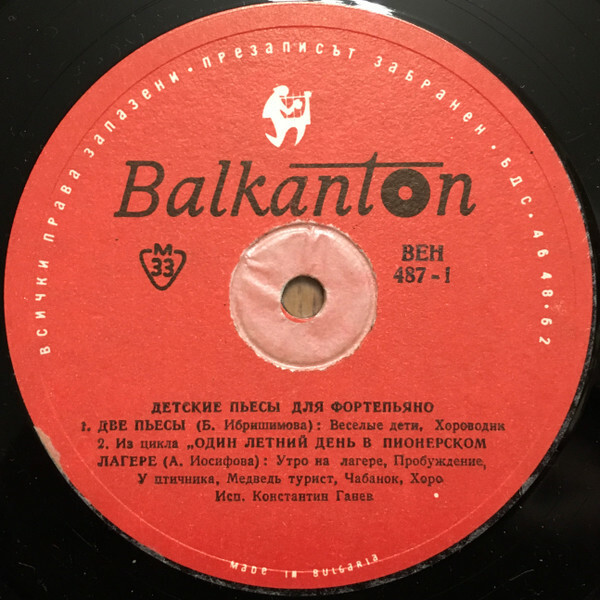 ВСИЧКИ ПРАВА ЗАПАЗЕНИ · ПРЕЗАПИСЪТ ЗАБРАНЕН · БДС · 4648·62
Balkanton
М
33
ВЕН
487-I
ДЕТСКИЕ ПЬЕСЫ ДЛЯ ФОРТЕПЬЯНО
1. ДВЕ ПЬЕСЫ (Б. Ибришимова): Веселые дети, Хороводик
2. Из цикла „ОДИН ЛЕТНИЙ ДЕНЬ В ПИОНЕРСКОМ
ЛАГЕРЕ (А. Иосифова): Утро на лагере, Пробуждение,
У птичника, Медведь турист, Чабанок, Хоро
Исп. Константин Ганев
MADE IN BULGARIA